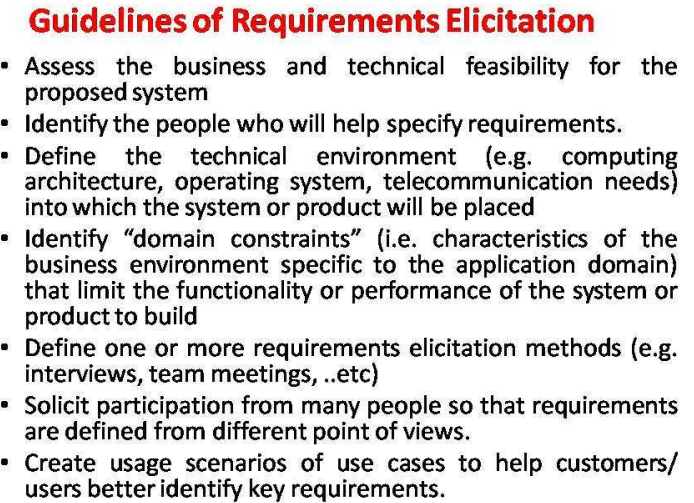 Guidelines of Requirements Elicitation
• Assess the business and technical feasibility for the
proposed system
• Identify the people who will help specify requirements.
• Define the technical environment (e.g. computing
architecture, operating system, telecommunication needs)
into which the system or product will be placed
• Identify “domain constraints” (i.e. characteristics of the
business environment specific to the application domain)
that limit the functionality or performance of the system or
product to build
• Define one or more requirements elicitation methods (e.g.
interviews, team meetings, ..etc)
• Solicit participation from many people so that requirements
are defined from different point of views.
• Create usage scenarios of use cases to help customers/
users better identify key requirements.